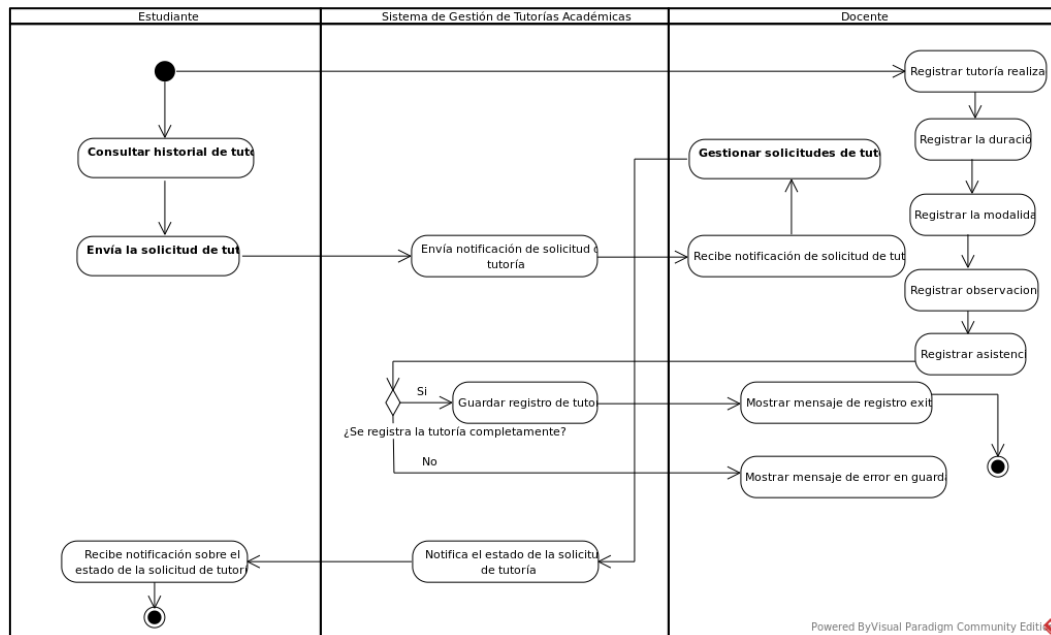 Estudiante
Sistema de Gestión de Tutorías Académicas
Docente
Registrar tutoría realiza
Registrar la duració
Consultar historial de tuto
Gestionar solicitudes de tut
Registrar la modalida
Envía la solicitud de tut
Envía notificación de solicitud d
tutoría
Recibe notificación de solicitud de tut
Registrar observacion
Registrar asistenci
Si
Guardar registro de tutor
Mostrar mensaje de registro exit
¿Se registra la tutoría completamente?
No
Mostrar mensaje de error en guarda
Recibe notificación sobre el
estado de la solicitud de tutorí
Notifica el estado de la solicitu
de tutoría
Powered ByVisual Paradigm Community Editio